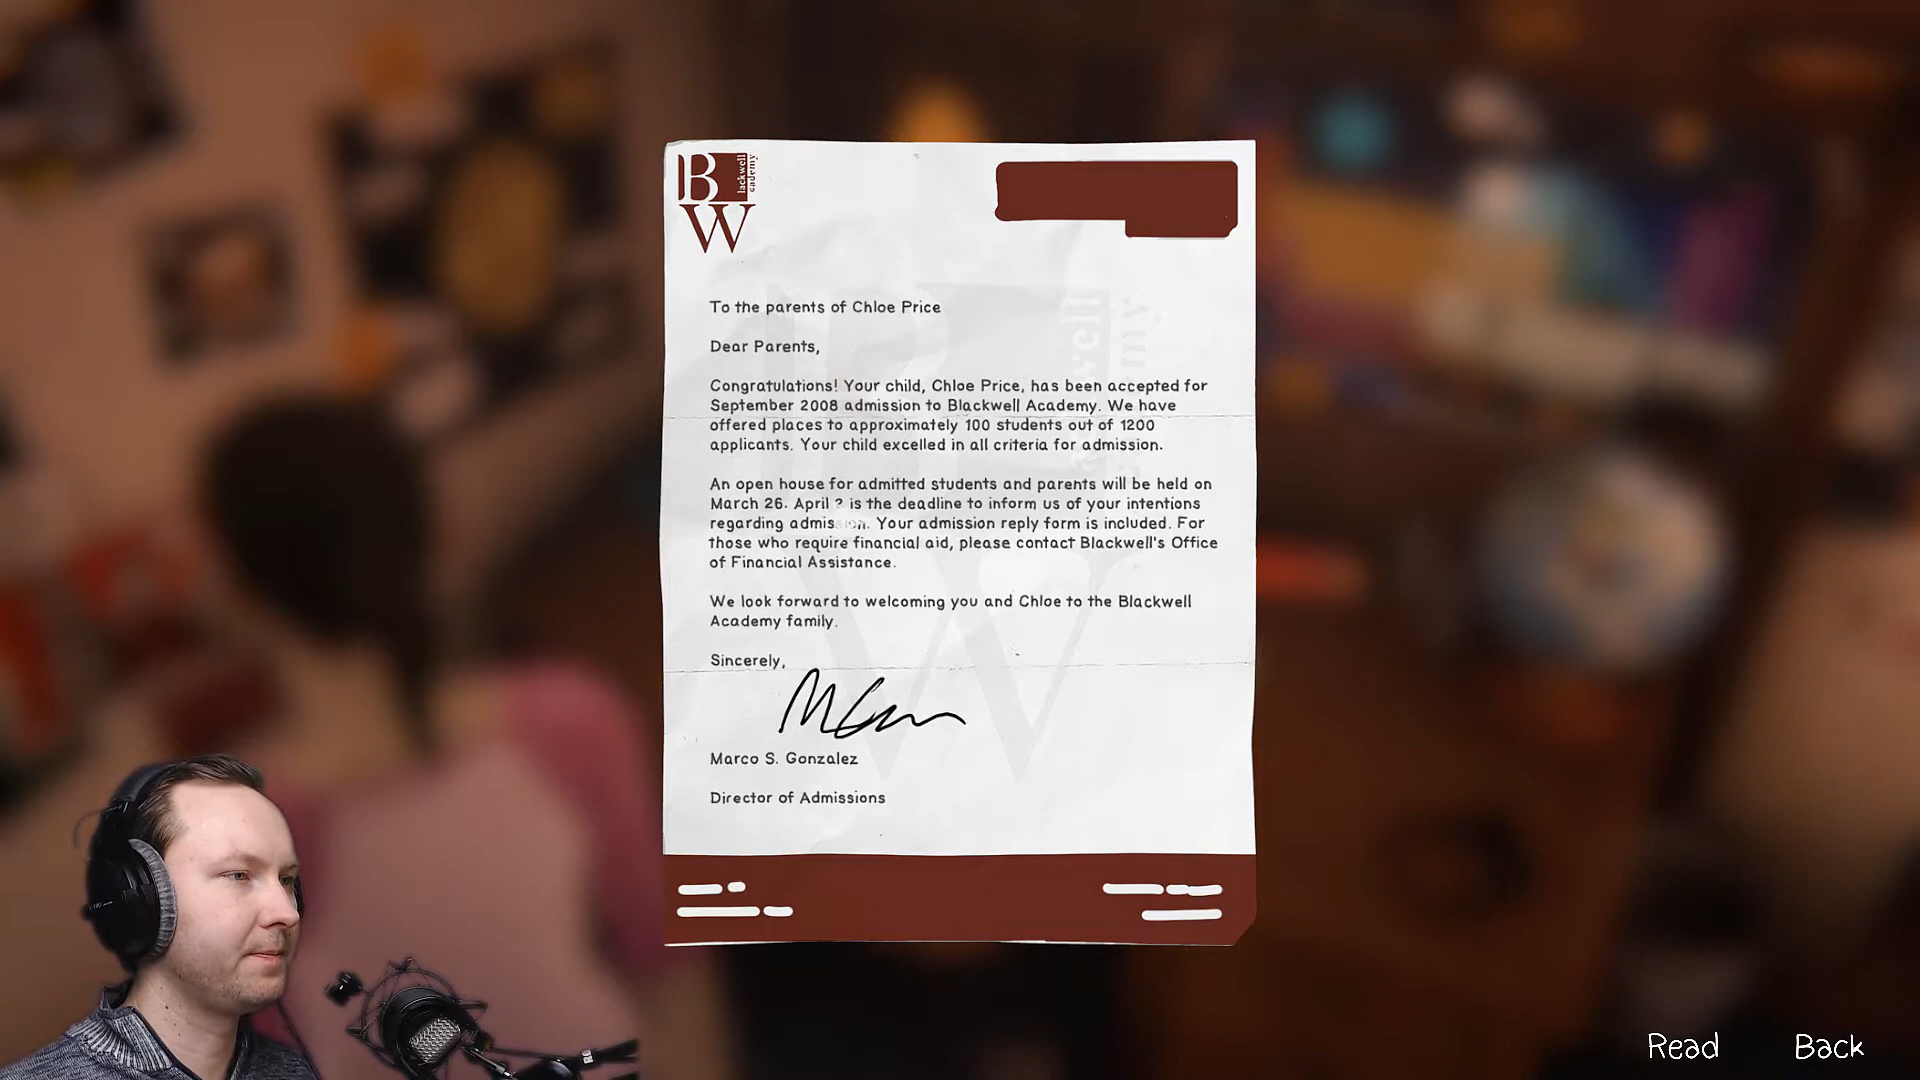 B
lackwell
cademy
W
To the parents of Chloe Price
Dear Parents,
Congratulations! Your child, Chloe Price, has been accepted for
September 2008 admission to Blackwell Academy. We have
offered places to approximately 100 students out of 1200
applicants. Your child excelled in all criteria for admission.
An open house for admitted students and parents will be held on
March 26. April 2 is the deadline to inform us of your intentions
regarding admission. Your admission reply form is included. For
those who require financial aid, please contact Blackwell's Office
of Financial Assistance.
We look forward to welcoming you and Chloe to the Blackwell
Academy family.
Sincerely,
Marco S. Gonzalez
Director of Admissions
Read Back